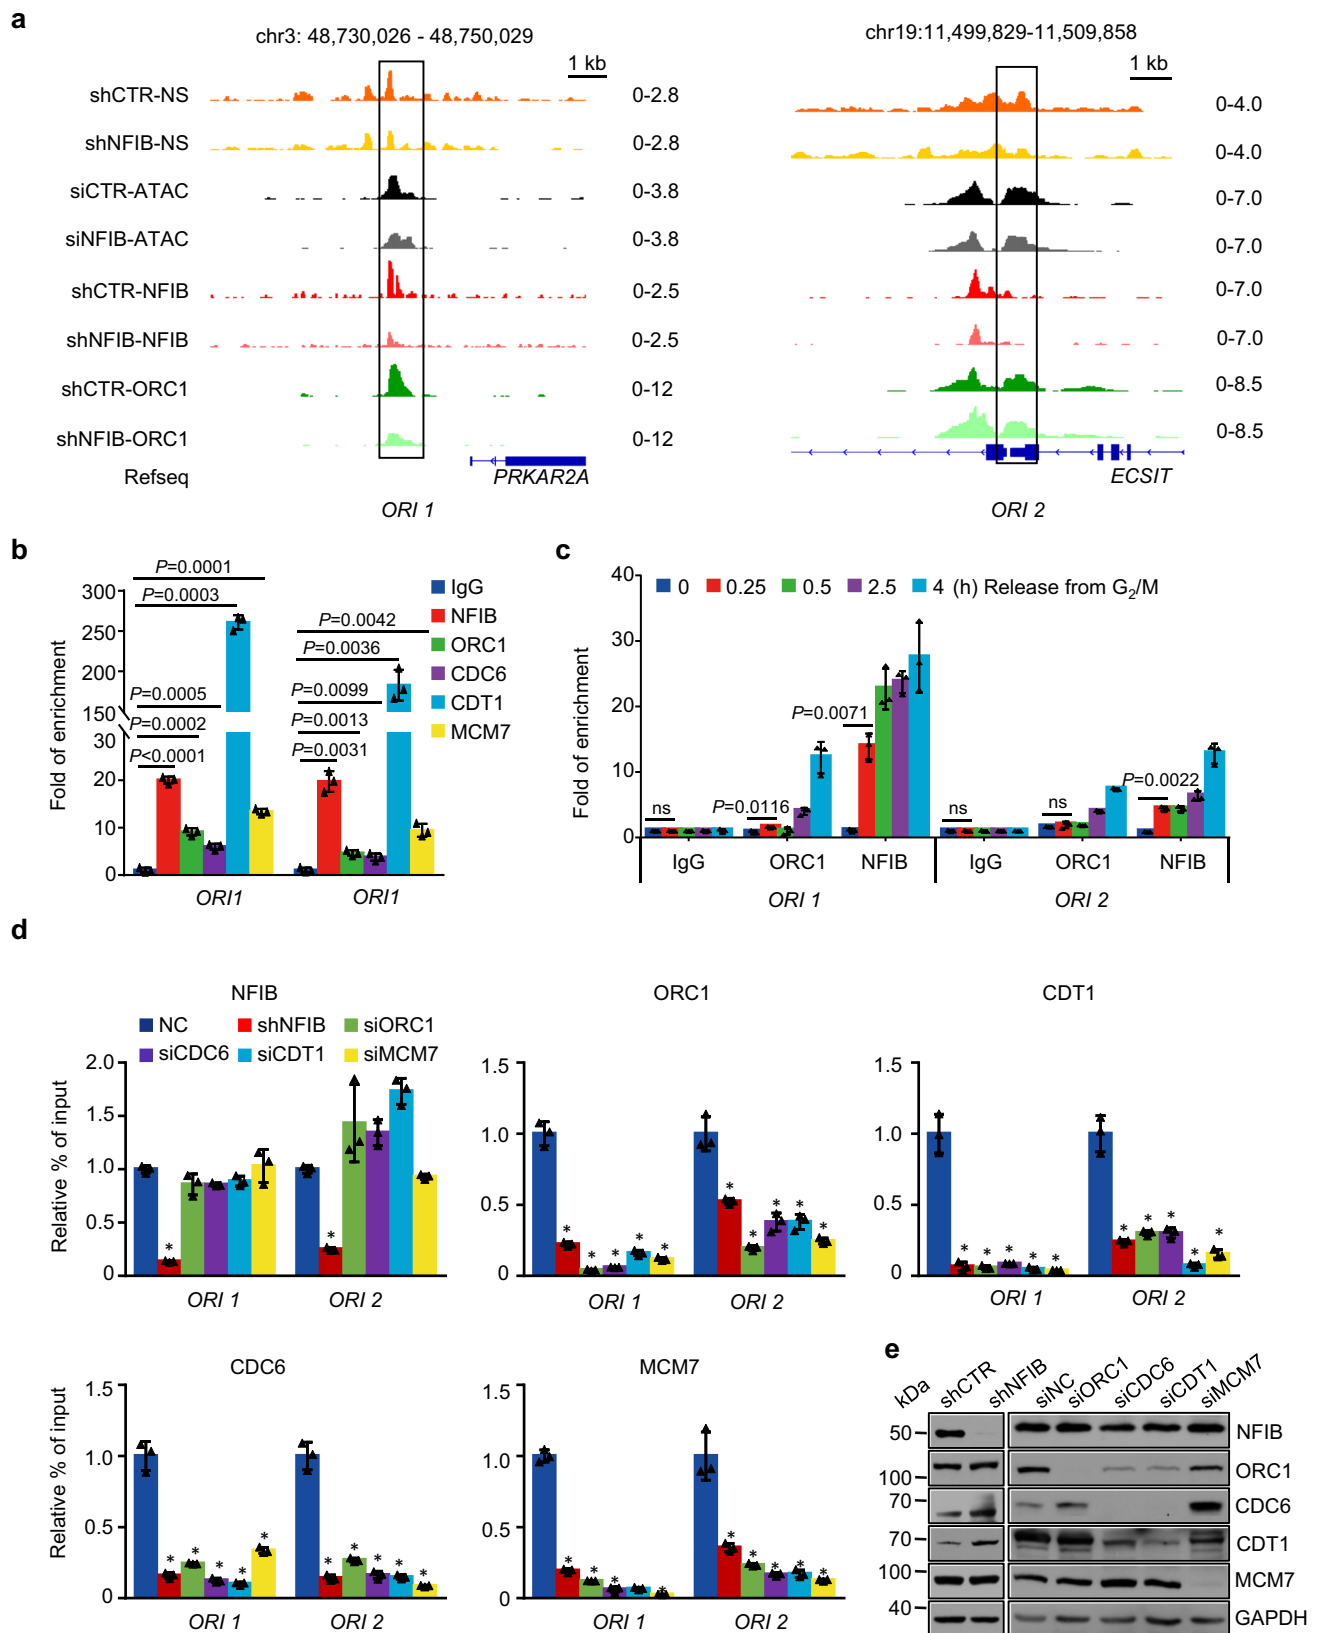 a
chr3: 48,730,026 - 48,750,029
chr19:11,499,829-11,509,858
1 kb
1 kb
shCTR-NS 0-2.8 0-4.0
shNFIB-NS 0-2.8 0-4.0
siCTR-ATAC 0-3.8 0-7.0
siNFIB-ATAC 0-3.8 0-7.0
shCTR-NFIB 0-2.5 0-7.0
shNFIB-NFIB 0-2.5 0-7.0
shCTR-ORC1 0-12 0-8.5
shNFIB-ORC1 0-12 0-8.5
Refseq PRKAR2A ECSIT
ORI 1 ORI 2
b
Fold of enrichment
300
250
200
150
30
20
10
0
P=0.0001
P=0.0003
P=0.0005
P=0.0002
P<0.0001
P=0.0042
P=0.0036
P=0.0099
P=0.0013
P=0.0031
IgG
NFIB
ORC1
CDC6
CDT1
MCM7
ORI1 ORI1
c
Fold of enrichment
40
30
20
10
0
0 0.25 0.5 2.5 4 (h) Release from G2/M
ns P=0.0116 P=0.0071 ns ns P=0.0022
IgG ORC1 NFIB IgG ORC1 NFIB
ORI 1 ORI 2
d
NFIB
NC shNFIB siORC1
siCDC6 siCDT1 siMCM7
Relative % of input
2.0
1.5
1.0
0.5
0
* *
ORI 1 ORI 2
ORC1
1.5
1.0
0.5
0
* * * * * * * * * *
ORI 1 ORI 2
CDT1
1.5
1.0
0.5
0
* * * * * * * * * *
ORI 1 ORI 2
CDC6
Relative % of input
1.5
1.0
0.5
0
* * * * * * * * * *
ORI 1 ORI 2
MCM7
1.5
1.0
0.5
0
* * * * * * * * * *
ORI 1 ORI 2
e
kDa shCTR shNFIB siNC siORC1 siCDC6 siCDT1 siMCM7
50 NFIB
100 ORC1
70 CDC6
70 CDT1
100 MCM7
40 GAPDH